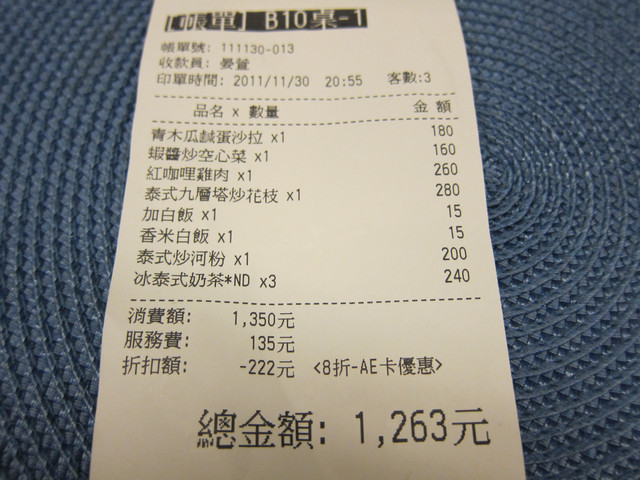 [帳單] B10桌-1
帳單號: 111130-013
收款員: 晏萱
印單時間: 2011/11/30 20:55 客數:3
品名 x 數量 金額
青木瓜鹹蛋沙拉 x1 180
蝦醬炒空心菜 x1 160
紅咖哩雞肉 x1 260
泰式九層塔炒花枝 x1 280
加白飯 x1 15
香米白飯 x1 15
泰式炒河粉 x1 200
冰泰式奶茶*ND x3 240
消費額: 1,350元
服務費: 135元
折扣額: -222元 <8折-AE卡優惠>
總金額: 1,263元